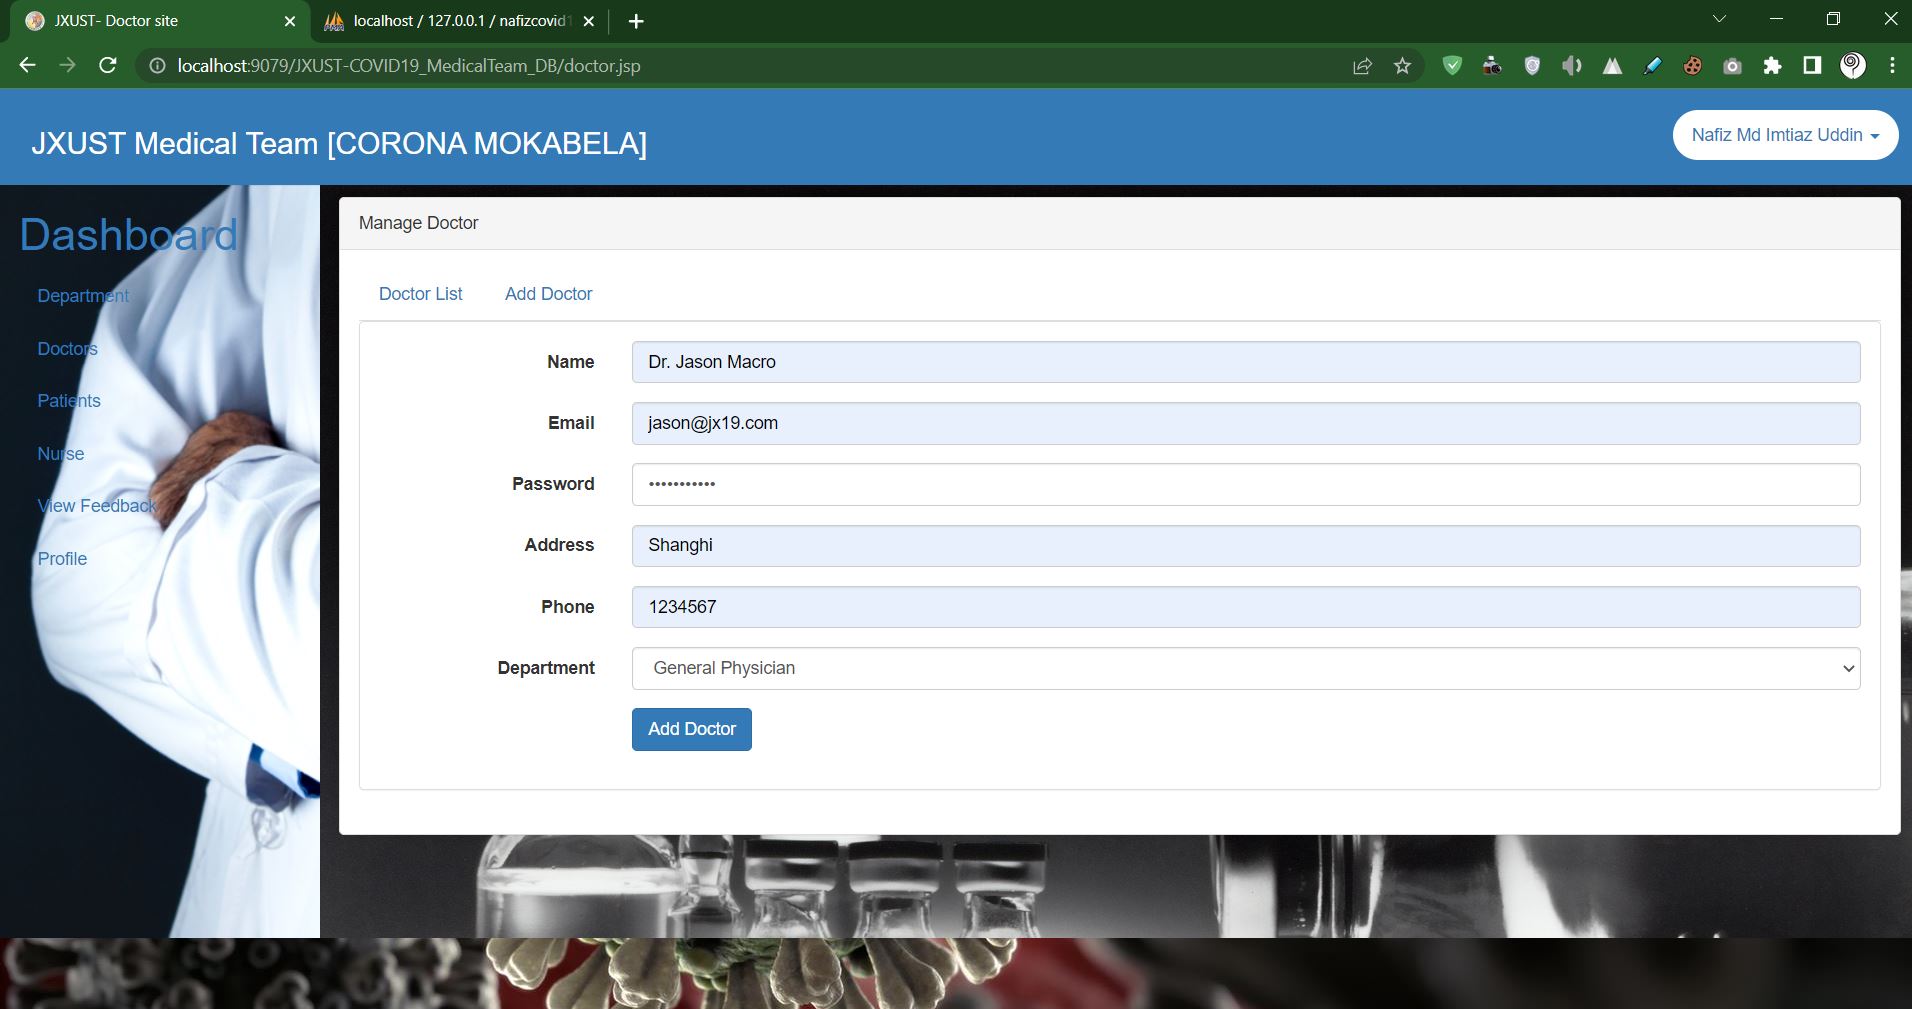 JXUST- Doctor site
localhost / 127.0.0.1 / nafizcovid1
localhost:9079/JXUST-COVID19_MedicalTeam_DB/doctor.jsp
JXUST Medical Team [CORONA MOKABELA]
Nafiz Md Imtiaz Uddin
Dashboard
Department
Doctors
Patients
Nurse
View Feedback
Profile
Manage Doctor
Doctor List
Add Doctor
Name
Dr. Jason Macro
Email
jason@jx19.com
Password
•••••••••••
Address
Shanghi
Phone
1234567
Department
General Physician
Add Doctor